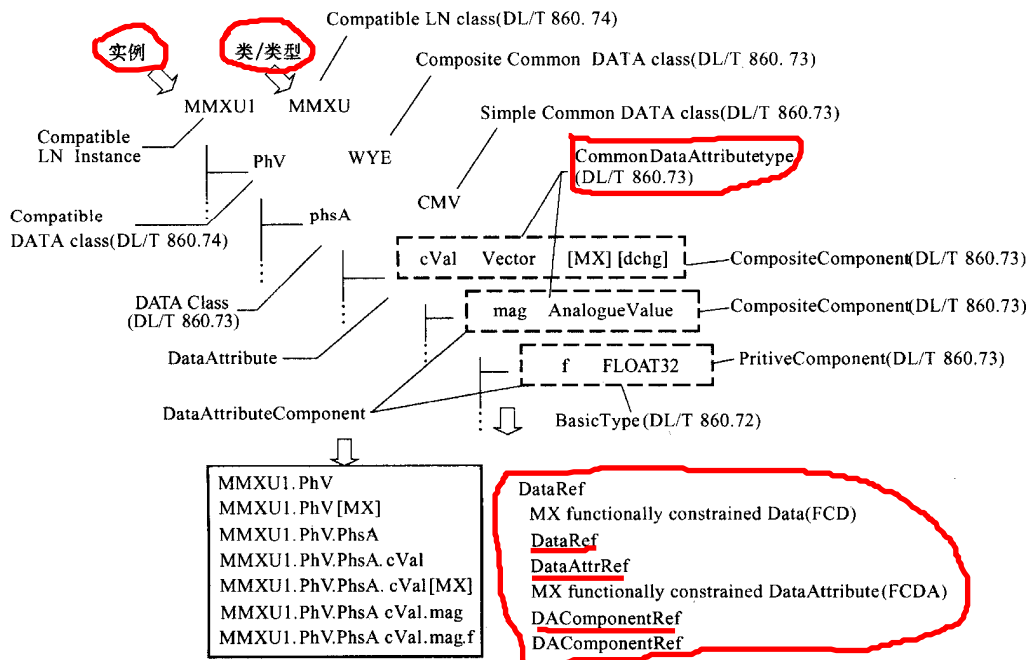 Compatible LN class(DL/T 860. 74)
实例
类/类型
Composite Common DATA class(DL/T 860. 73)
MMXU1
MMXU
Simple Common DATA class(DL/T 860.73)
Compatible
LN Instance
PhV
WYE
CommonDataAttributetype
(DL/T 860.73)
Compatible
DATA class(DL/T 860.74)
phsA
CMV
cVal Vector [MX] [dchg]
CompositeComponent(DL/T 860.73)
DATA Class
(DL/T 860.73)
mag AnalogueValue
CompositeComponent(DL/T 860.73)
DataAttribute
f FLOAT32
PritiveComponent(DL/T 860.73)
DataAttributeComponent
BasicType(DL/T 860.72)
MMXU1.PhV
MMXU1.PhV[MX]
MMXU1.PhV.PhsA
MMXU1.PhV.PhsA. cVal
MMXU1.PhV.PhsA. cVal[MX]
MMXU1.PhV.PhsA cVal.mag
MMXU1.PhV.PhsA cVal.mag.f
DataRef
MX functionally constrained Data(FCD)
DataRef
DataAttrRef
MX functionally constrained DataAttribute(FCDA)
DAComponentRef
DAComponentRef